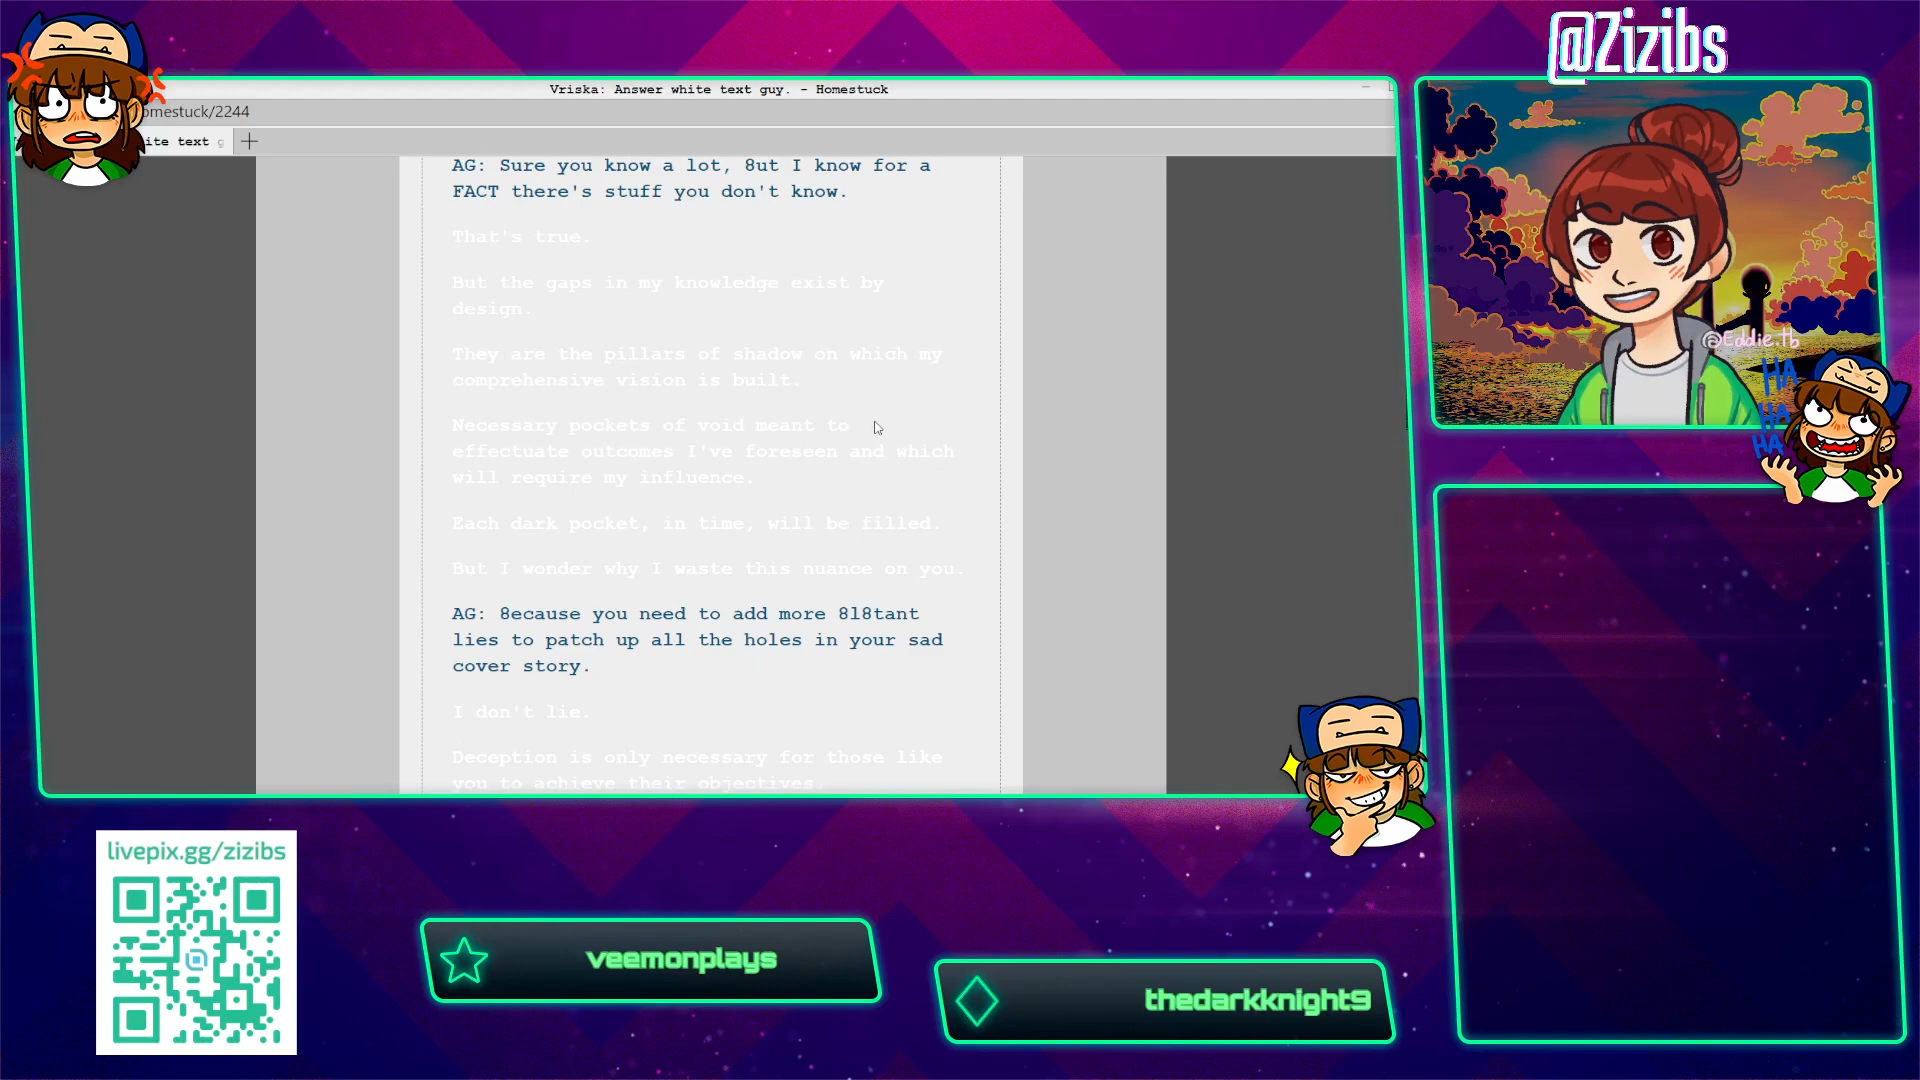 @Zizibs
Vriska: Answer white text guy. - Homestuck
omestuck/2244
ite text g
AG: Sure you know a lot, 8ut I know for a
FACT there's stuff you don't know.
That's true.
But the gaps in my knowledge exist by
design.
They are the pillars of shadow on which my
comprehensive vision is built.
Necessary pockets of void meant to
effectuate outcomes I've foreseen and which
will require my influence.
Each dark pocket, in time, will be filled.
But I wonder why I waste this nuance on you.
AG: 8ecause you need to add more 8l8tant
lies to patch up all the holes in your sad
cover story.
I don't lie.
Deception is only necessary for those like
you to achieve their objectives.
@Eddie.tb
HA
HA
HA
livepix.gg/zizibs
veemonplays
thedarkknight9